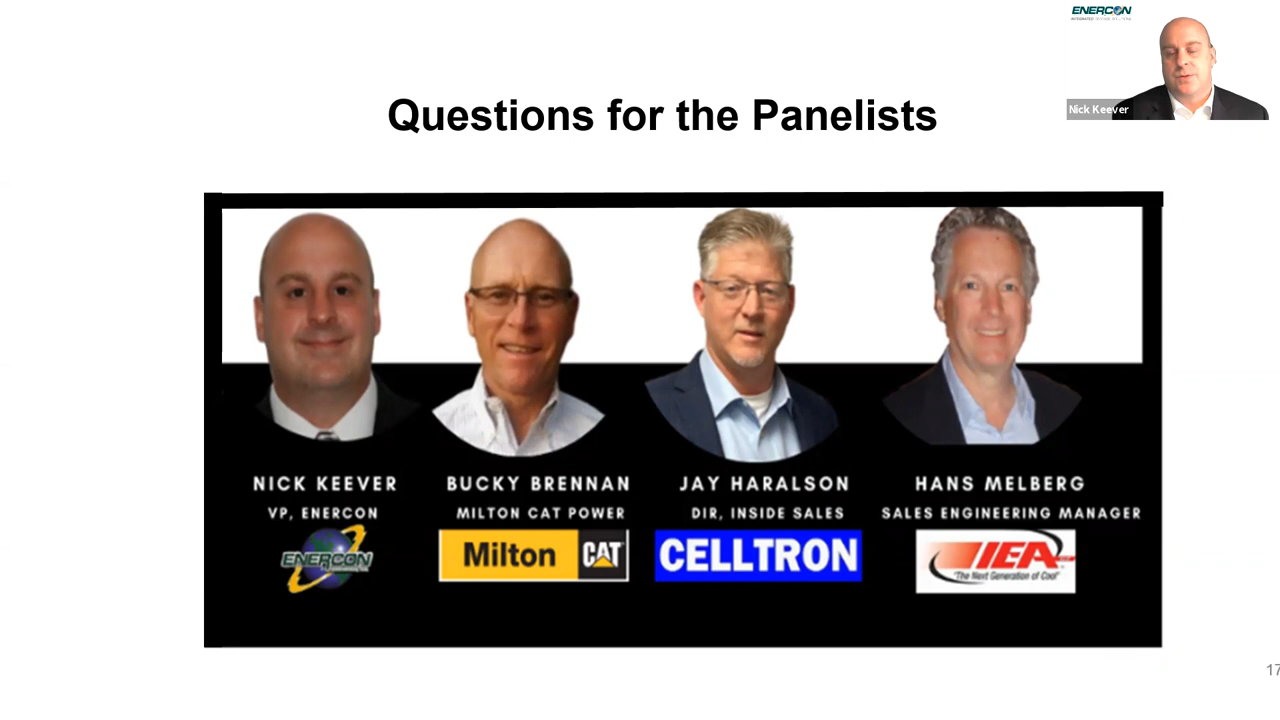 ENERCON
Nick Keever
Questions for the Panelists
NICK KEEVER
VP, ENERCON
ENERCON
BUCKY BRENNAN
MILTON CAT POWER
Milton CAT
JAY HARALSON
DIR, INSIDE SALES
CELLTRON
HANS MELBERG
SALES ENGINEERING MANAGER
IEA
"The Next Generation of Cool"
17